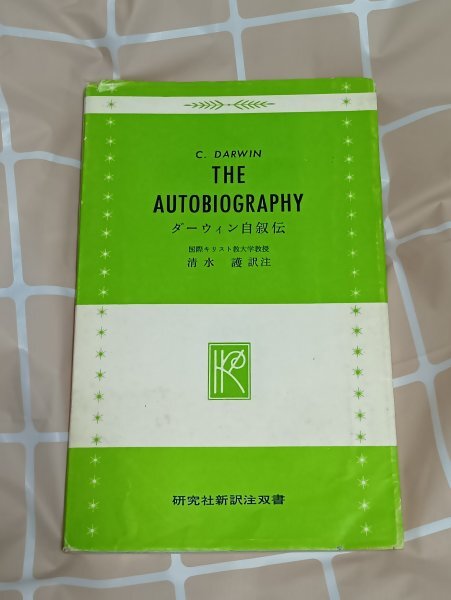 C. DARWIN
THE
AUTOBIOGRAPHY
ダーウィン自叙伝
国際キリスト教大学教授
清水 護 訳注
KP
研究社新訳注双書